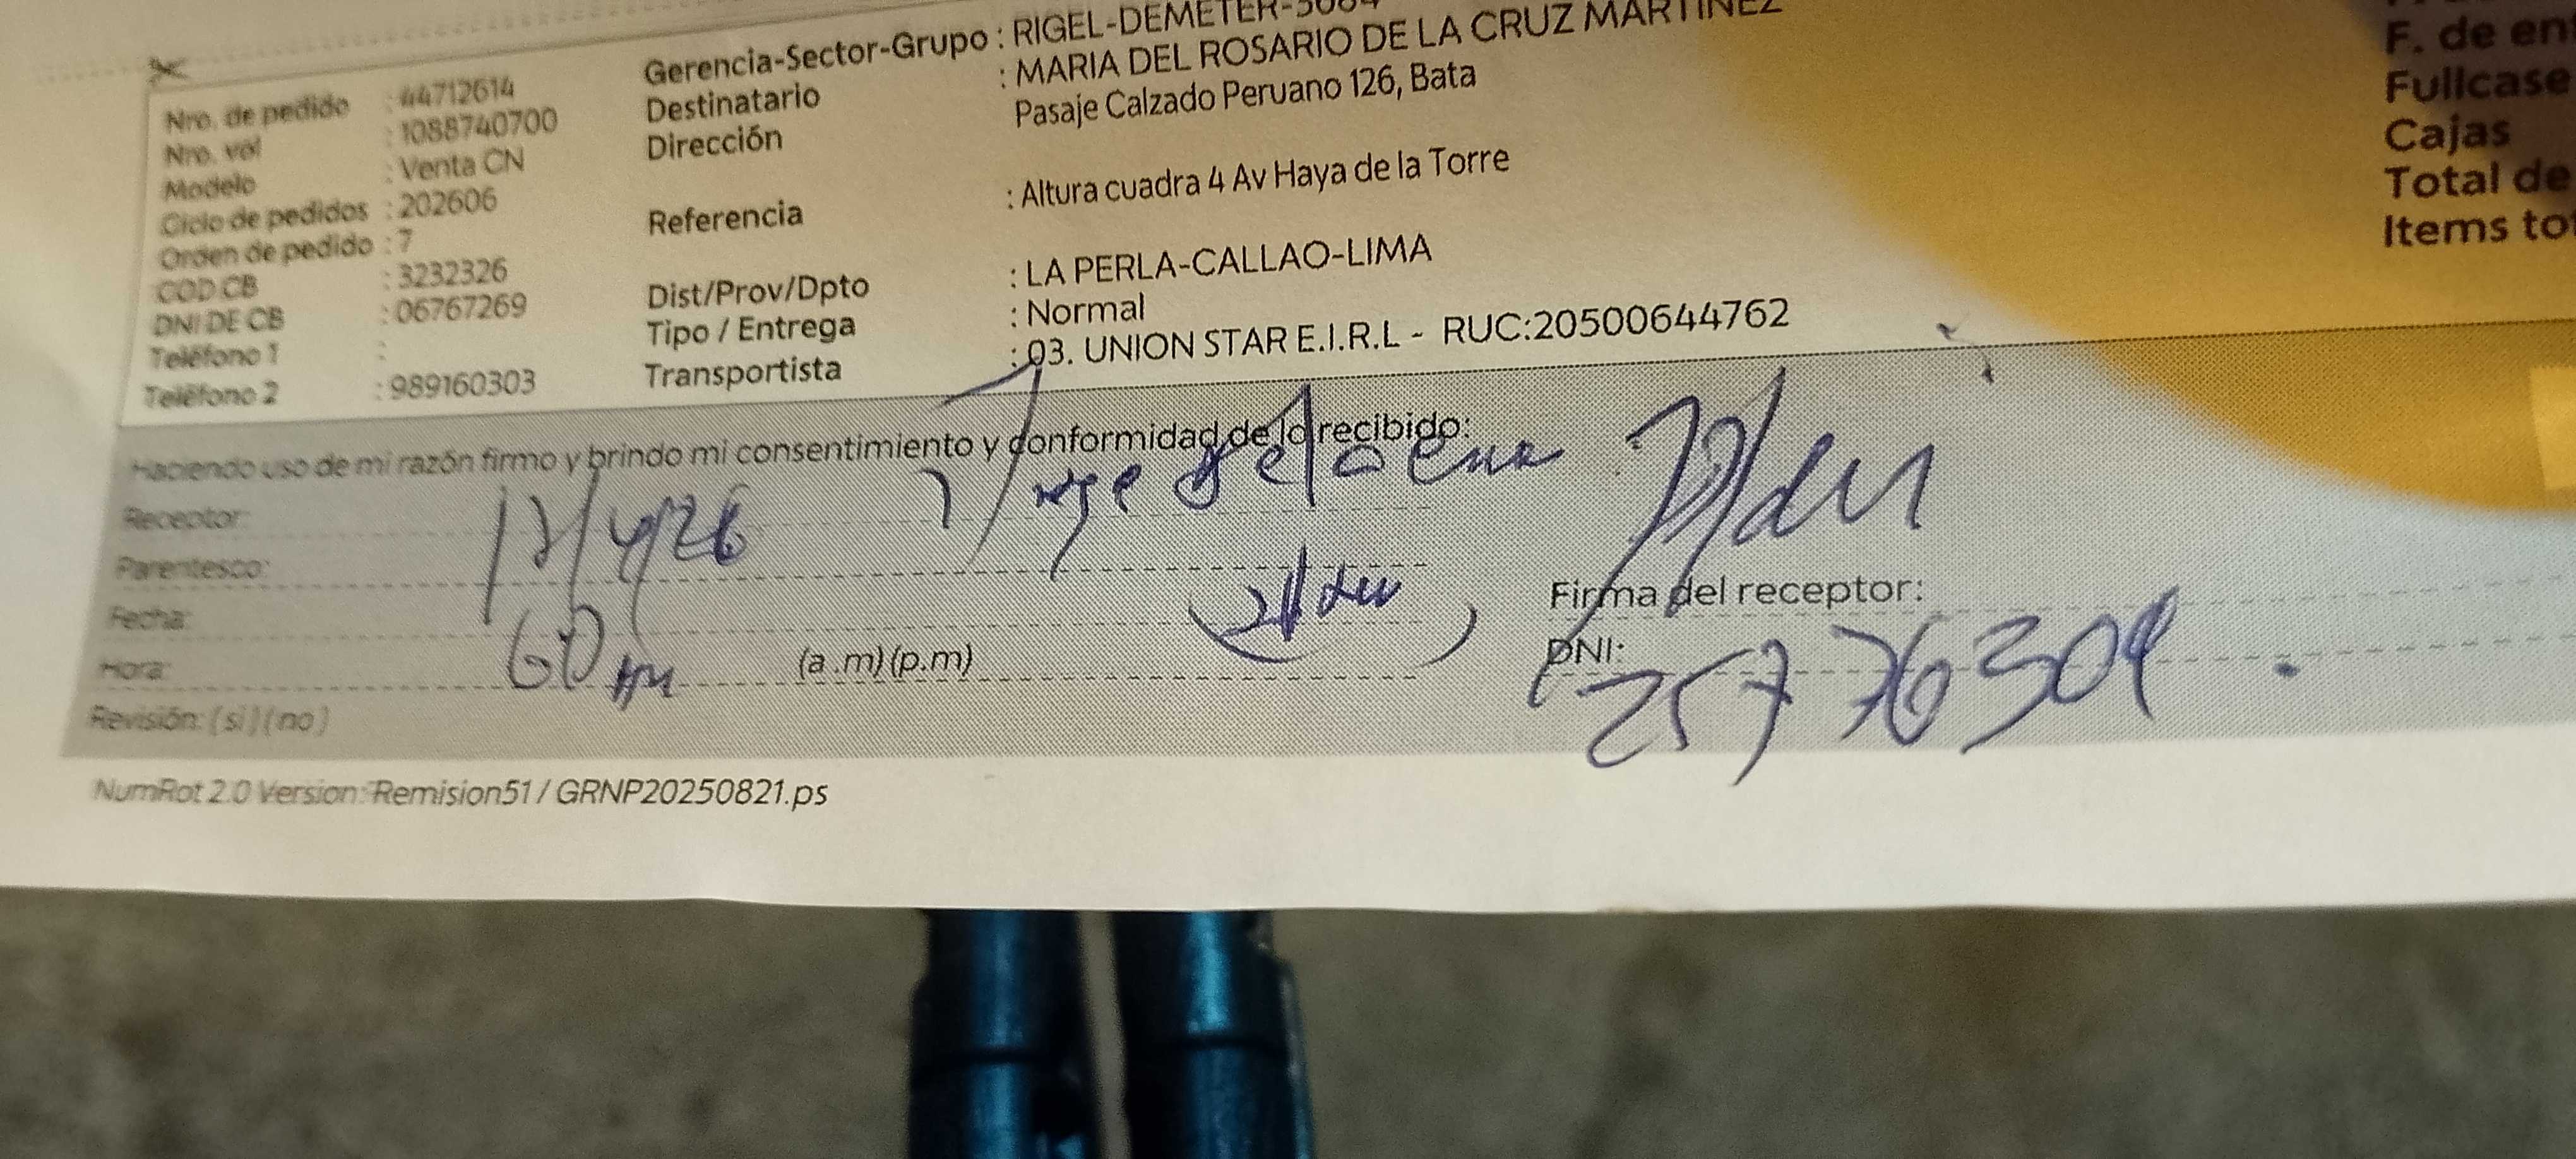 Gerencia-Sector-Grupo : RIGEL-DEMETER-
Nro. de pedido : 44712614
Destinatario : MARIA DEL ROSARIO DE LA CRUZ MARTINEZ
Nro. vol : 1088740700
Dirección Pasaje Calzado Peruano 126, Bata
Modelo : Venta CN
Ciclo de pedidos : 202606
Referencia : Altura cuadra 4 Av Haya de la Torre
Orden de pedido : 7
COD CB : 3232326
Dist/Prov/Dpto : LA PERLA-CALLAO-LIMA
DNI DE CB : 06767269
Tipo / Entrega : Normal
Teléfono 1 :
Transportista : 03. UNION STAR E.I.R.L - RUC:20500644762
Teléfono 2 : 989160303
F. de en
Fullcase
Cajas
Total de
Items to
Haciendo uso de mi razón firmo y brindo mi consentimiento y conformidad de lo recibido:
Receptor:
Parentesco:
Fecha:
Hora: (a.m)(p.m)
Revisión: (si)(no)
Firma del receptor:
DNI: 25776304
NumRot 2.0 Version: Remision51 / GRNP20250821.ps